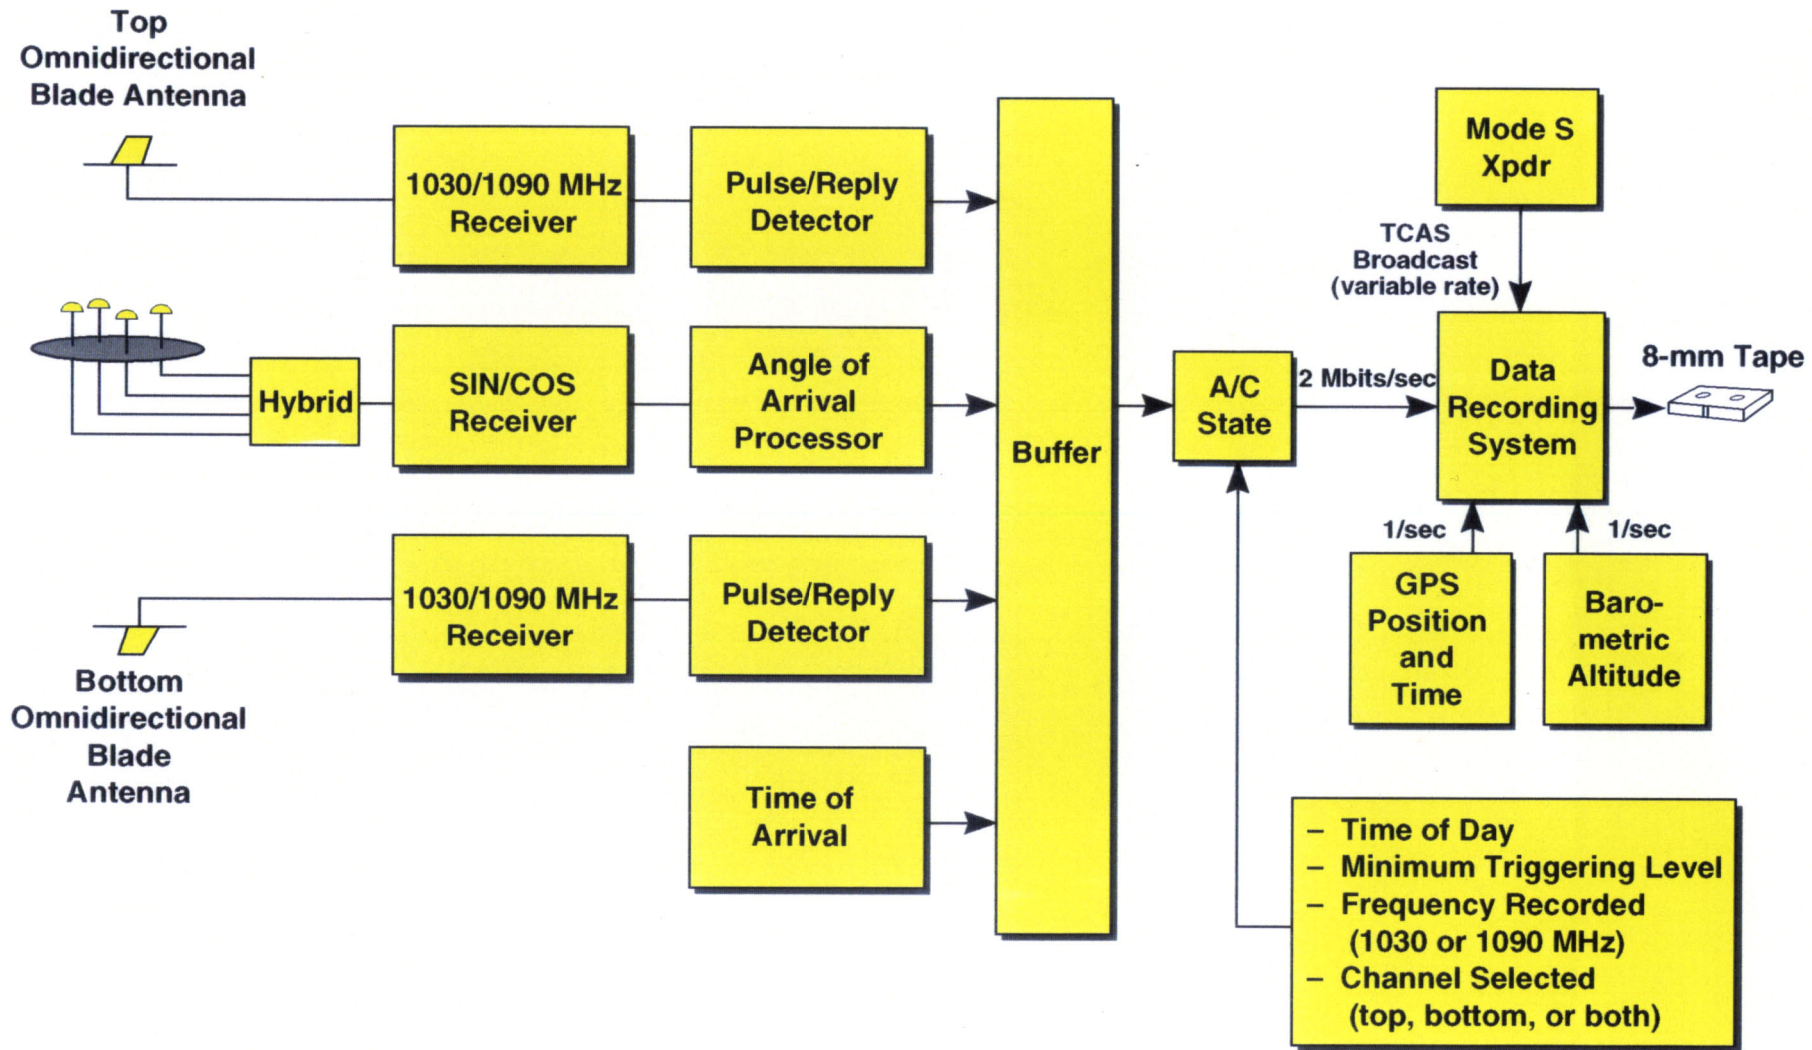 Top
Omnidirectional
Blade Antenna
1030/1090 MHz
Receiver
Pulse/Reply
Detector
Hybrid
SIN/COS
Receiver
Angle of
Arrival
Processor
1030/1090 MHz
Receiver
Pulse/Reply
Detector
Bottom
Omnidirectional
Blade
Antenna
Time of
Arrival
Buffer
A/C
State
2 Mbits/sec
Mode S
Xpdr
TCAS
Broadcast
(variable rate)
Data
Recording
System
8-mm Tape
1/sec
1/sec
GPS
Position
and
Time
Baro-
metric
Altitude
– Time of Day
– Minimum Triggering Level
– Frequency Recorded
(1030 or 1090 MHz)
– Channel Selected
(top, bottom, or both)